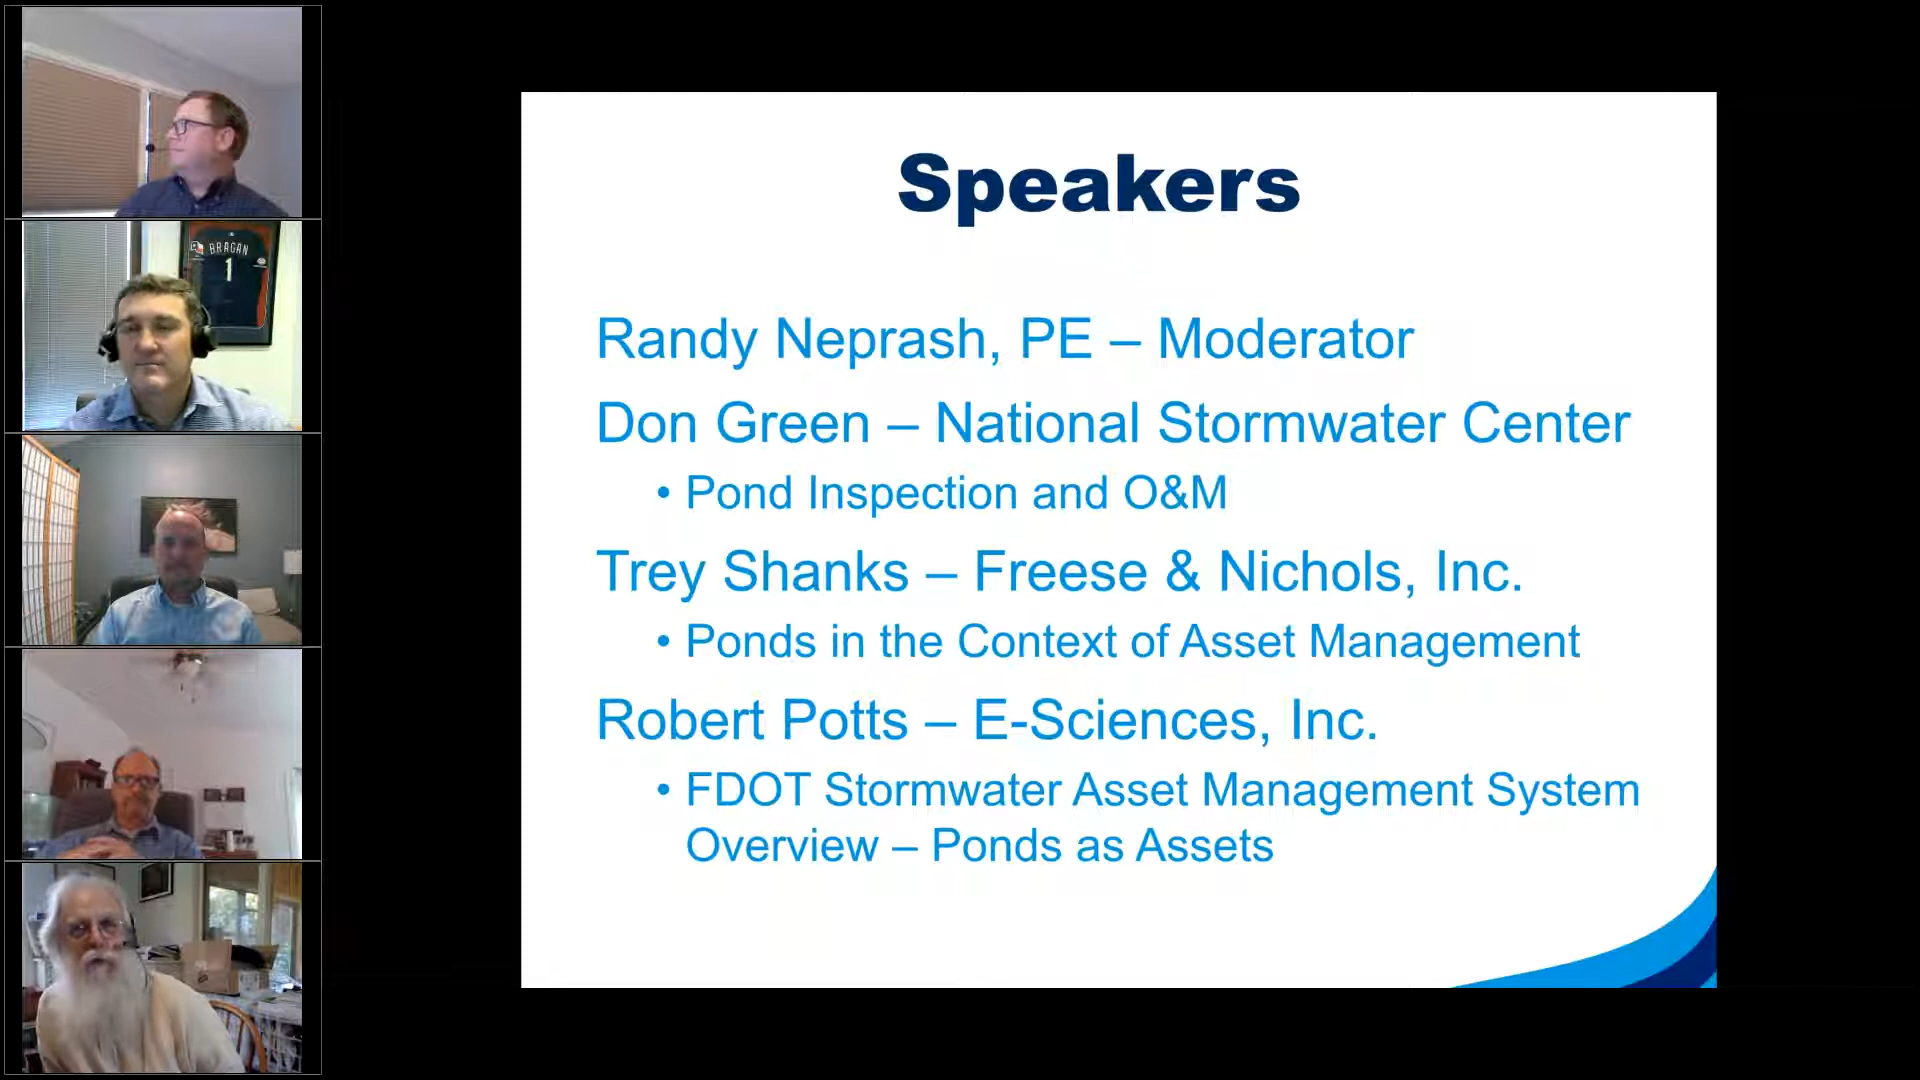 BRAGAN
1
Speakers
Randy Neprash, PE – Moderator
Don Green – National Stormwater Center
• Pond Inspection and O&M
Trey Shanks – Freese & Nichols, Inc.
• Ponds in the Context of Asset Management
Robert Potts – E-Sciences, Inc.
• FDOT Stormwater Asset Management System
Overview – Ponds as Assets